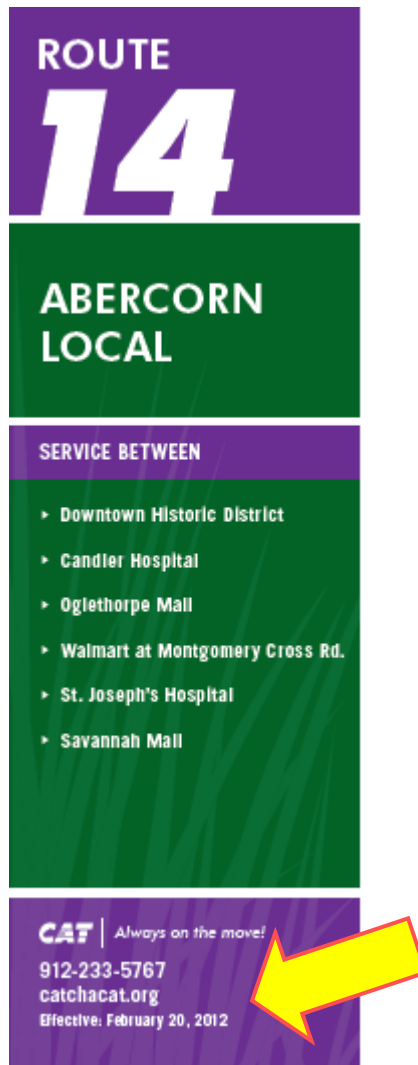 ROUTE
14
ABERCORN
LOCAL
SERVICE BETWEEN
▸ Downtown Historic District
▸ Candler Hospital
▸ Oglethorpe Mall
▸ Walmart at Montgomery Cross Rd.
▸ St. Joseph's Hospital
▸ Savannah Mall
CAT | Always on the move!
912-233-5767
catchacat.org
Effective: February 20, 2012